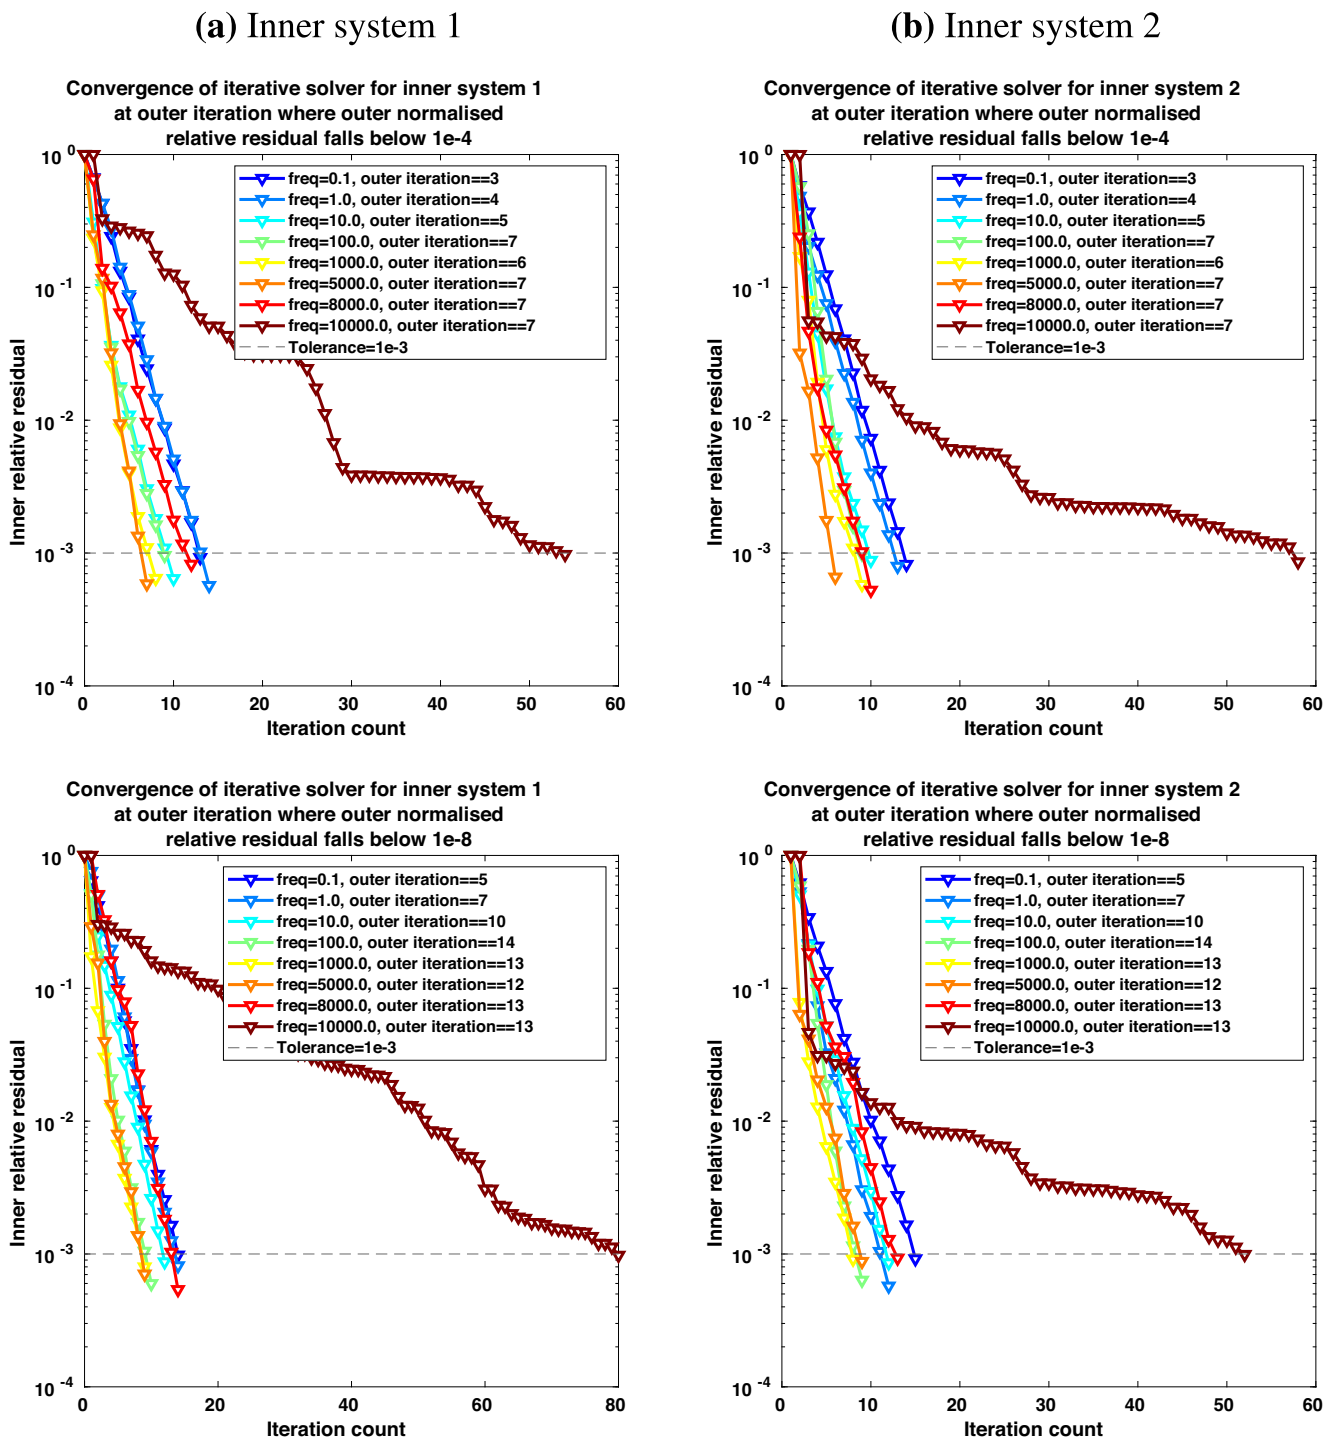 (a) Inner system 1
(b) Inner system 2
Convergence of iterative solver for inner system 1
at outer iteration where outer normalised
relative residual falls below 1e-4
10^0
10^-1
10^-2
10^-3
10^-4
Inner relative residual
freq=0.1, outer iteration==3
freq=1.0, outer iteration==4
freq=10.0, outer iteration==5
freq=100.0, outer iteration==7
freq=1000.0, outer iteration==6
freq=5000.0, outer iteration==7
freq=8000.0, outer iteration==7
freq=10000.0, outer iteration==7
Tolerance=1e-3
0 10 20 30 40 50 60
Iteration count
Convergence of iterative solver for inner system 2
at outer iteration where outer normalised
relative residual falls below 1e-4
10^0
10^-1
10^-2
10^-3
10^-4
Inner relative residual
freq=0.1, outer iteration==3
freq=1.0, outer iteration==4
freq=10.0, outer iteration==5
freq=100.0, outer iteration==7
freq=1000.0, outer iteration==6
freq=5000.0, outer iteration==7
freq=8000.0, outer iteration==7
freq=10000.0, outer iteration==7
Tolerance=1e-3
0 10 20 30 40 50 60
Iteration count
Convergence of iterative solver for inner system 1
at outer iteration where outer normalised
relative residual falls below 1e-8
10^0
10^-1
10^-2
10^-3
10^-4
Inner relative residual
freq=0.1, outer iteration==5
freq=1.0, outer iteration==7
freq=10.0, outer iteration==10
freq=100.0, outer iteration==14
freq=1000.0, outer iteration==13
freq=5000.0, outer iteration==12
freq=8000.0, outer iteration==13
freq=10000.0, outer iteration==13
Tolerance=1e-3
0 20 40 60 80
Iteration count
Convergence of iterative solver for inner system 2
at outer iteration where outer normalised
relative residual falls below 1e-8
10^0
10^-1
10^-2
10^-3
10^-4
Inner relative residual
freq=0.1, outer iteration==5
freq=1.0, outer iteration==7
freq=10.0, outer iteration==10
freq=100.0, outer iteration==14
freq=1000.0, outer iteration==13
freq=5000.0, outer iteration==12
freq=8000.0, outer iteration==13
freq=10000.0, outer iteration==13
Tolerance=1e-3
0 10 20 30 40 50 60
Iteration count